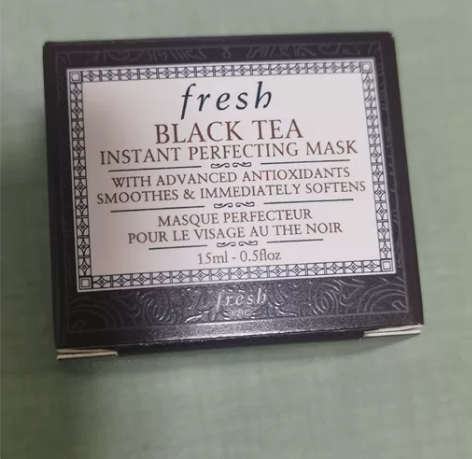 fresh
BLACK TEA
INSTANT PERFECTING MASK
WITH ADVANCED ANTIOXIDANTS
SMOOTHES & IMMEDIATELY SOFTENS
MASQUE PERFECTEUR
POUR LE VISAGE AU THE NOIR
15ml - 0.5floz
fresh